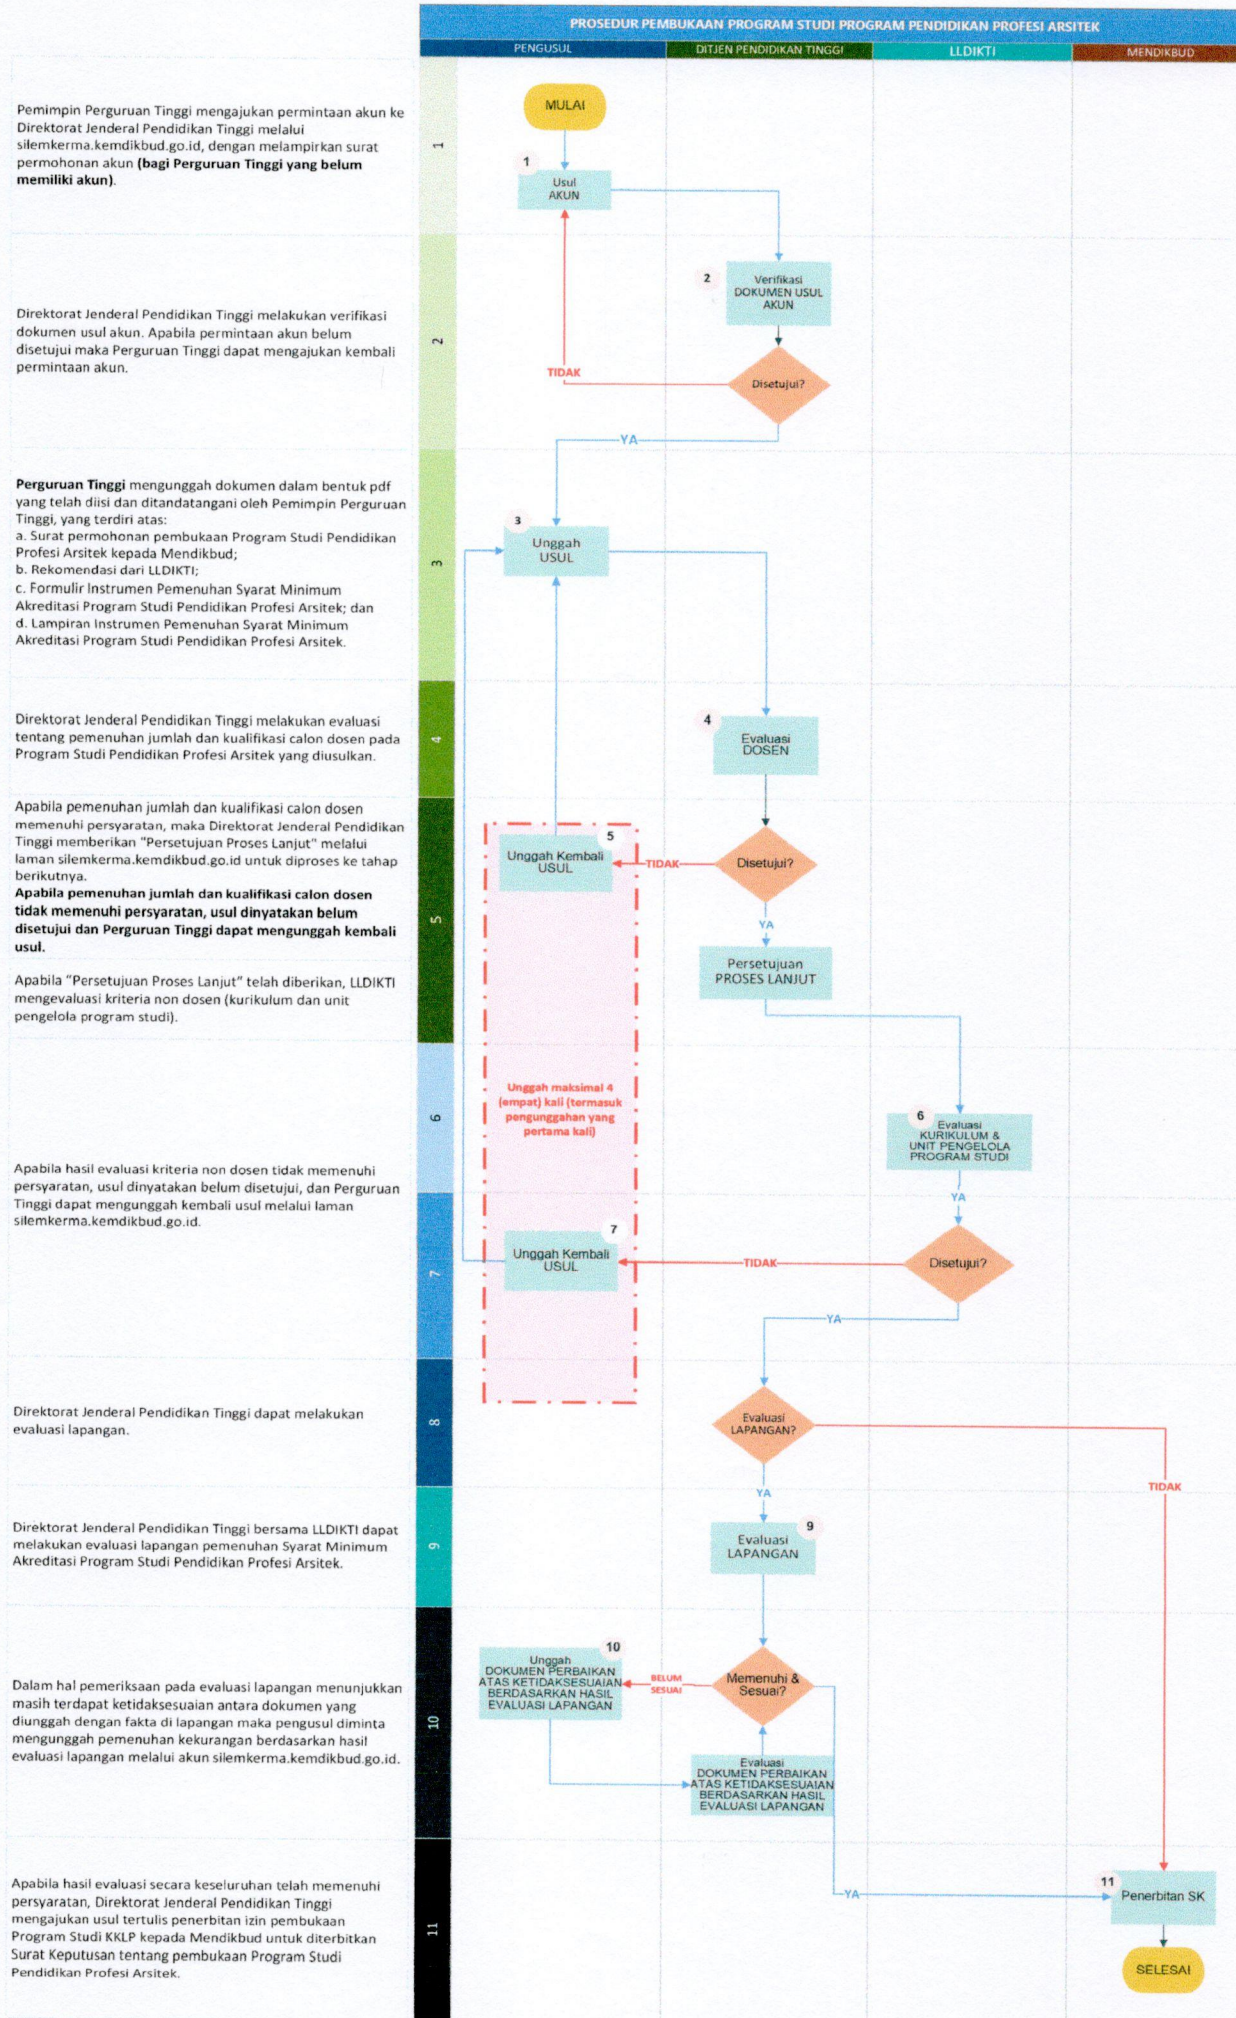 PROSEDUR PEMBUKAAN PROGRAM STUDI PROGRAM PENDIDIKAN PROFESI ARSITEK
PENGUSUL
DITJEN PENDIDIKAN TINGGI
LLDIKTI
MENDIKBUD
Pemimpin Perguruan Tinggi mengajukan permintaan akun ke
Direktorat Jenderal Pendidikan Tinggi melalui
silemkerma.kemdikbud.go.id, dengan melampirkan surat
permohonan akun (bagi Perguruan Tinggi yang belum
memiliki akun).
1
MULAI
1
Usul
AKUN
Direktorat Jenderal Pendidikan Tinggi melakukan verifikasi
dokumen usul akun. Apabila permintaan akun belum
disetujui maka Perguruan Tinggi dapat mengajukan kembali
permintaan akun.
2
2
Verifikasi
DOKUMEN USUL
AKUN
TIDAK
Disetujui?
YA
Perguruan Tinggi mengunggah dokumen dalam bentuk pdf
yang telah diisi dan ditandatangani oleh Pemimpin Perguruan
Tinggi, yang terdiri atas:
a. Surat permohonan pembukaan Program Studi Pendidikan
Profesi Arsitek kepada Mendikbud;
b. Rekomendasi dari LLDIKTI;
c. Formulir Instrumen Pemenuhan Syarat Minimum
Akreditasi Program Studi Pendidikan Profesi Arsitek; dan
d. Lampiran Instrumen Pemenuhan Syarat Minimum
Akreditasi Program Studi Pendidikan Profesi Arsitek.
3
3
Unggah
USUL
Direktorat Jenderal Pendidikan Tinggi melakukan evaluasi
tentang pemenuhan jumlah dan kualifikasi calon dosen pada
Program Studi Pendidikan Profesi Arsitek yang diusulkan.
4
4
Evaluasi
DOSEN
Apabila pemenuhan jumlah dan kualifikasi calon dosen
memenuhi persyaratan, maka Direktorat Jenderal Pendidikan
Tinggi memberikan "Persetujuan Proses Lanjut" melalui
laman silemkerma.kemdikbud.go.id untuk diproses ke tahap
berikutnya.
Apabila pemenuhan jumlah dan kualifikasi calon dosen
tidak memenuhi persyaratan, usul dinyatakan belum
disetujui dan Perguruan Tinggi dapat mengunggah kembali
usul.
Apabila "Persetujuan Proses Lanjut" telah diberikan, LLDIKTI
mengevaluasi kriteria non dosen (kurikulum dan unit
pengelola program studi).
5
5
Unggah Kembali
USUL
TIDAK
Disetujui?
YA
Persetujuan
PROSES LANJUT
6
Unggah maksimal 4
(empat) kali (termasuk
pengunggahan yang
pertama kali)
6
Evaluasi
KURIKULUM &
UNIT PENGELOLA
PROGRAM STUDI
YA
Apabila hasil evaluasi kriteria non dosen tidak memenuhi
persyaratan, usul dinyatakan belum disetujui, dan Perguruan
Tinggi dapat mengunggah kembali usul melalui laman
silemkerma.kemdikbud.go.id.
7
7
Unggah Kembali
USUL
TIDAK
Disetujui?
YA
Direktorat Jenderal Pendidikan Tinggi dapat melakukan
evaluasi lapangan.
8
Evaluasi
LAPANGAN?
YA
TIDAK
Direktorat Jenderal Pendidikan Tinggi bersama LLDIKTI dapat
melakukan evaluasi lapangan pemenuhan Syarat Minimum
Akreditasi Program Studi Pendidikan Profesi Arsitek.
9
9
Evaluasi
LAPANGAN
Dalam hal pemeriksaan pada evaluasi lapangan menunjukkan
masih terdapat ketidaksesuaian antara dokumen yang
diunggah dengan fakta di lapangan maka pengusul diminta
mengunggah pemenuhan kekurangan berdasarkan hasil
evaluasi lapangan melalui akun silemkerma.kemdikbud.go.id.
10
10
Unggah
DOKUMEN PERBAIKAN
ATAS KETIDAKSESUAIAN
BERDASARKAN HASIL
EVALUASI LAPANGAN
BELUM
SESUAI
Memenuhi &
Sesuai?
Evaluasi
DOKUMEN PERBAIKAN
ATAS KETIDAKSESUAIAN
BERDASARKAN HASIL
EVALUASI LAPANGAN
Apabila hasil evaluasi secara keseluruhan telah memenuhi
persyaratan, Direktorat Jenderal Pendidikan Tinggi
mengajukan usul tertulis penerbitan izin pembukaan
Program Studi KKLP kepada Mendikbud untuk diterbitkan
Surat Keputusan tentang pembukaan Program Studi
Pendidikan Profesi Arsitek.
11
YA
11
Penerbitan SK
SELESAI